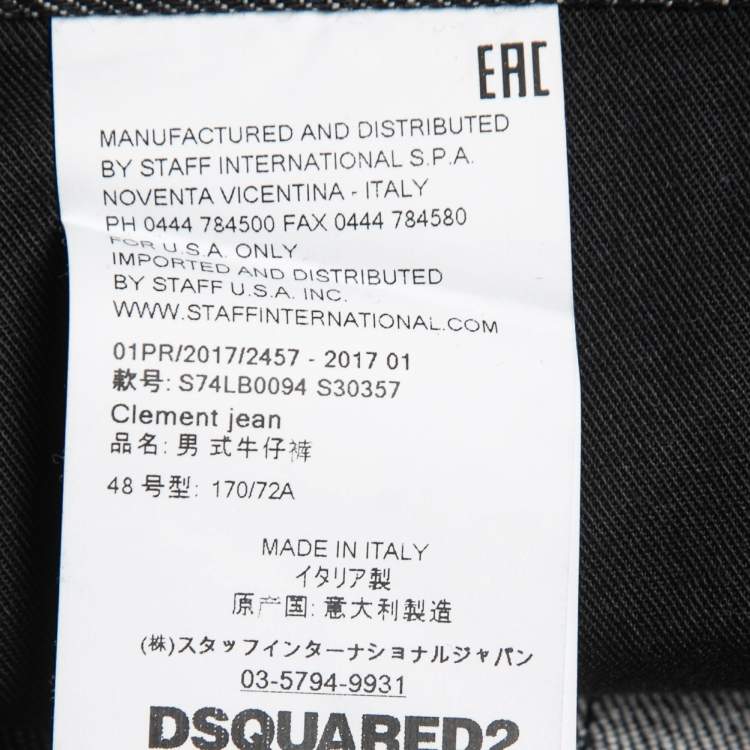 EAC
MANUFACTURED AND DISTRIBUTED
BY STAFF INTERNATIONAL S.P.A.
NOVENTA VICENTINA - ITALY
PH 0444 784500 FAX 0444 784580
FOR U.S.A. ONLY
IMPORTED AND DISTRIBUTED
BY STAFF U.S.A. INC.
WWW.STAFFINTERNATIONAL.COM
01PR/2017/2457 - 2017 01
款号: S74LB0094 S30357
Clement jean
品名: 男 式牛仔裤
48 号型: 170/72A
MADE IN ITALY
イタリア製
原产国: 意大利製造
(株)スタッフインターナショナルジャパン
03-5794-9931
DSQUARED2